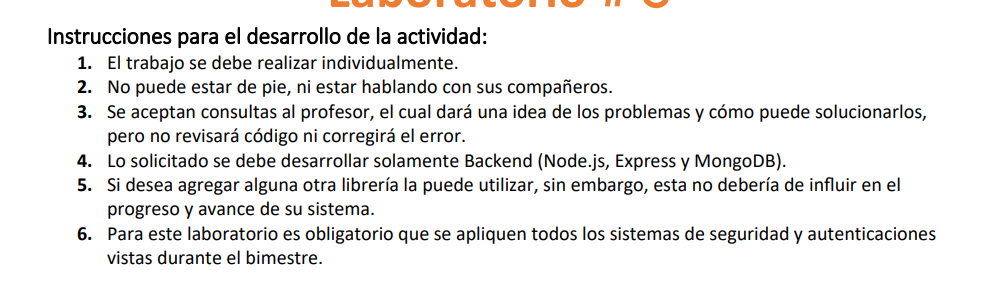 Laboratorio #
Instrucciones para el desarrollo de la actividad:
1. El trabajo se debe realizar individualmente.
2. No puede estar de pie, ni estar hablando con sus compañeros.
3. Se aceptan consultas al profesor, el cual dará una idea de los problemas y cómo puede solucionarlos,
pero no revisará código ni corregirá el error.
4. Lo solicitado se debe desarrollar solamente Backend (Node.js, Express y MongoDB).
5. Si desea agregar alguna otra librería la puede utilizar, sin embargo, esta no debería de influir en el
progreso y avance de su sistema.
6. Para este laboratorio es obligatorio que se apliquen todos los sistemas de seguridad y autenticaciones
vistas durante el bimestre.